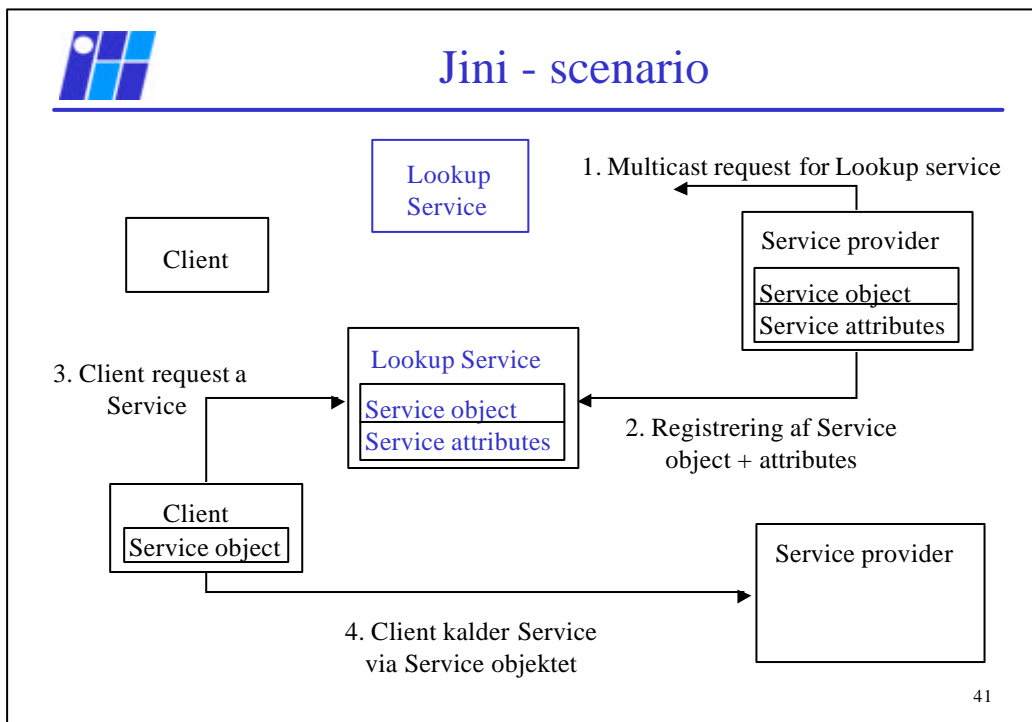 Jini - scenario
Lookup
Service
1. Multicast request for Lookup service
Client
Service provider
Service object
Service attributes
3. Client request a
Service
Lookup Service
Service object
Service attributes
2. Registrering af Service
object + attributes
Client
Service object
Service provider
4. Client kalder Service
via Service objektet
41